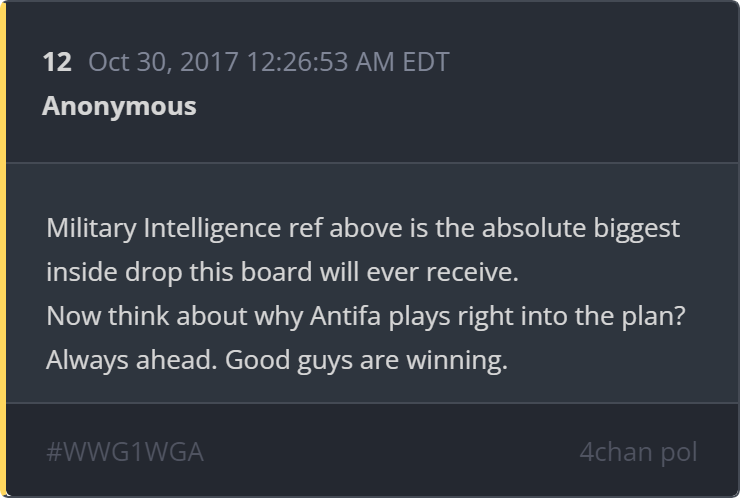 12 Oct 30, 2017 12:26:53 AM EDT
Anonymous
Military Intelligence ref above is the absolute biggest
inside drop this board will ever receive.
Now think about why Antifa plays right into the plan?
Always ahead. Good guys are winning.
#WWG1WGA 4chan pol